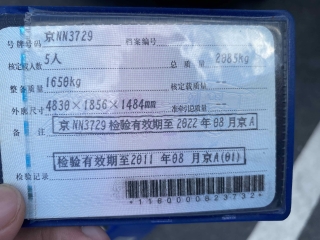 号牌号码 京NN3729 档案编号
核定载人数 5人 总质量 2085kg
整备质量 1650kg 核定载质量
外廓尺寸 4830×1856×1484mm 准牵引总质量
备注 京NN3729检验有效期至2022年08月京A
检验有效期至2011年08月京A(01)
检验记录
*1180000823732*